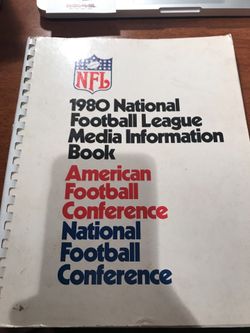 NFL
1980 National
Football League
Media Information
Book
American
Football
Conference
National
Football
Conference